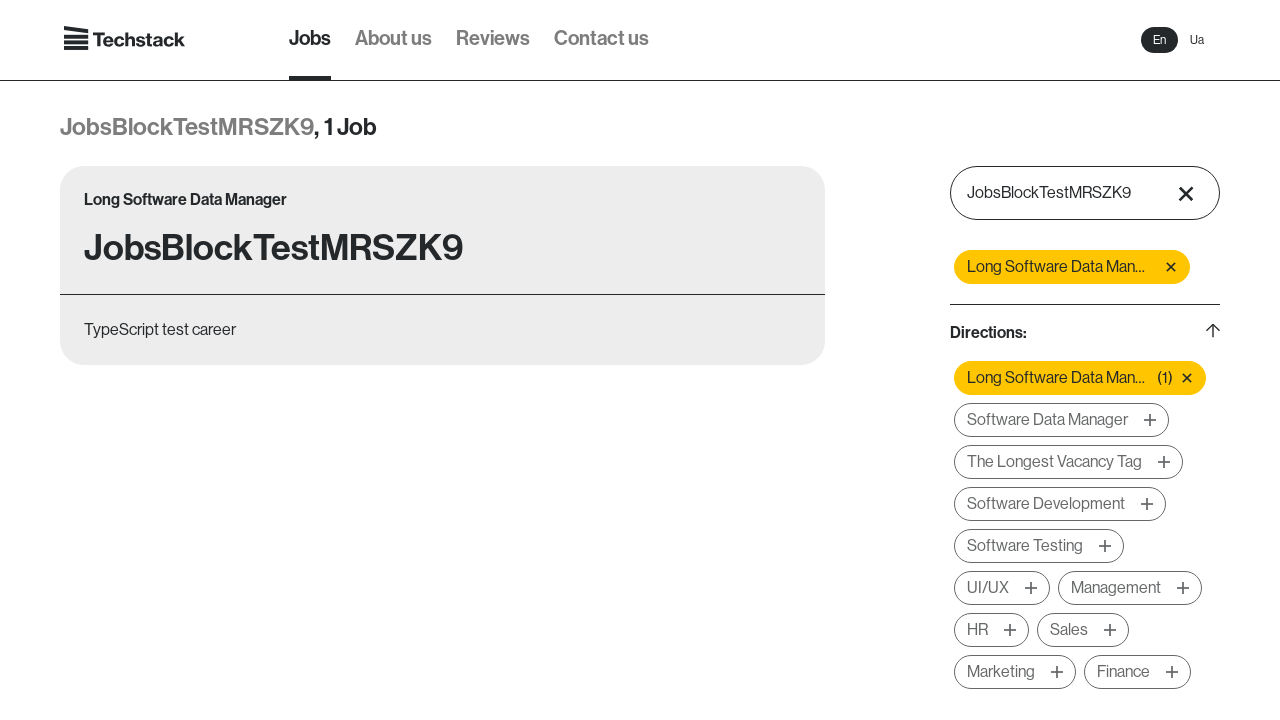 Techstack
Jobs
About us
Reviews
Contact us
En
Ua
JobsBlockTestMRSZK9, 1 Job
Long Software Data Manager
JobsBlockTestMRSZK9
TypeScript test career
JobsBlockTestMRSZK9
Long Software Data Man...
Directions:
Long Software Data Man... (1)
Software Data Manager
The Longest Vacancy Tag
Software Development
Software Testing
UI/UX
Management
HR
Sales
Marketing
Finance